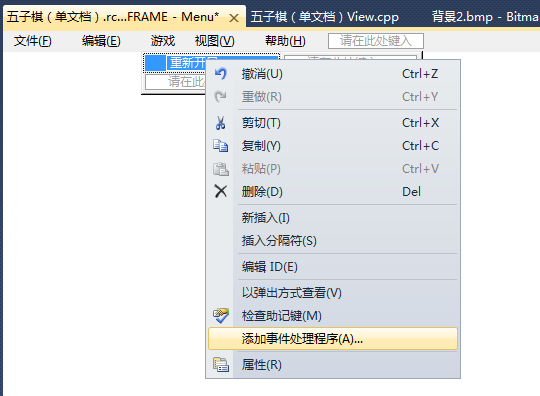 五子棋（单文档）.rc...FRAME - Menu* 五子棋（单文档）View.cpp 背景2.bmp - Bitma
文件(F) 编辑(E) 游戏 视图(V) 帮助(H) 请在此处键入
重新开
请在
撤消(U) Ctrl+Z
重做(R) Ctrl+Y
剪切(T) Ctrl+X
复制(Y) Ctrl+C
粘贴(P) Ctrl+V
删除(D) Del
新插入(I)
插入分隔符(S)
编辑 ID(E)
以弹出方式查看(V)
检查助记键(M)
添加事件处理程序(A)...
属性(R)